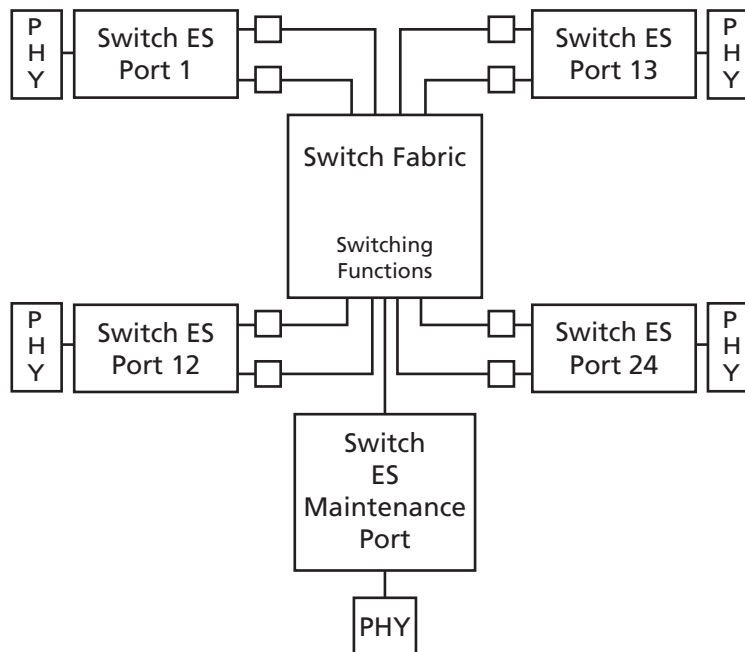 P
H
Y
Switch ES
Port 1
Switch ES
Port 13
P
H
Y
Switch Fabric
Switching
Functions
P
H
Y
Switch ES
Port 12
Switch ES
Port 24
P
H
Y
Switch
ES
Maintenance
Port
PHY